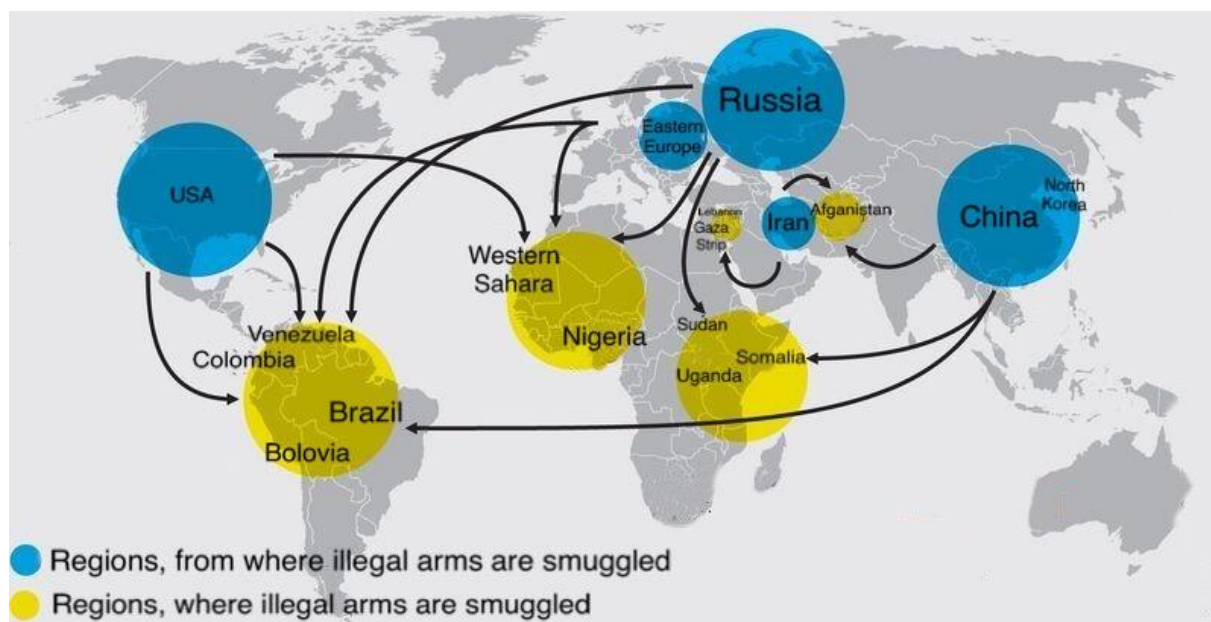 Russia
Eastern
Europe
USA
North
Korea
China
Lebanon
Gaza
Strip
Iran
Afganistan
Western
Sahara
Nigeria
Sudan
Somalia
Uganda
Venezuela
Colombia
Brazil
Bolovia
Regions, from where illegal arms are smuggled
Regions, where illegal arms are smuggled